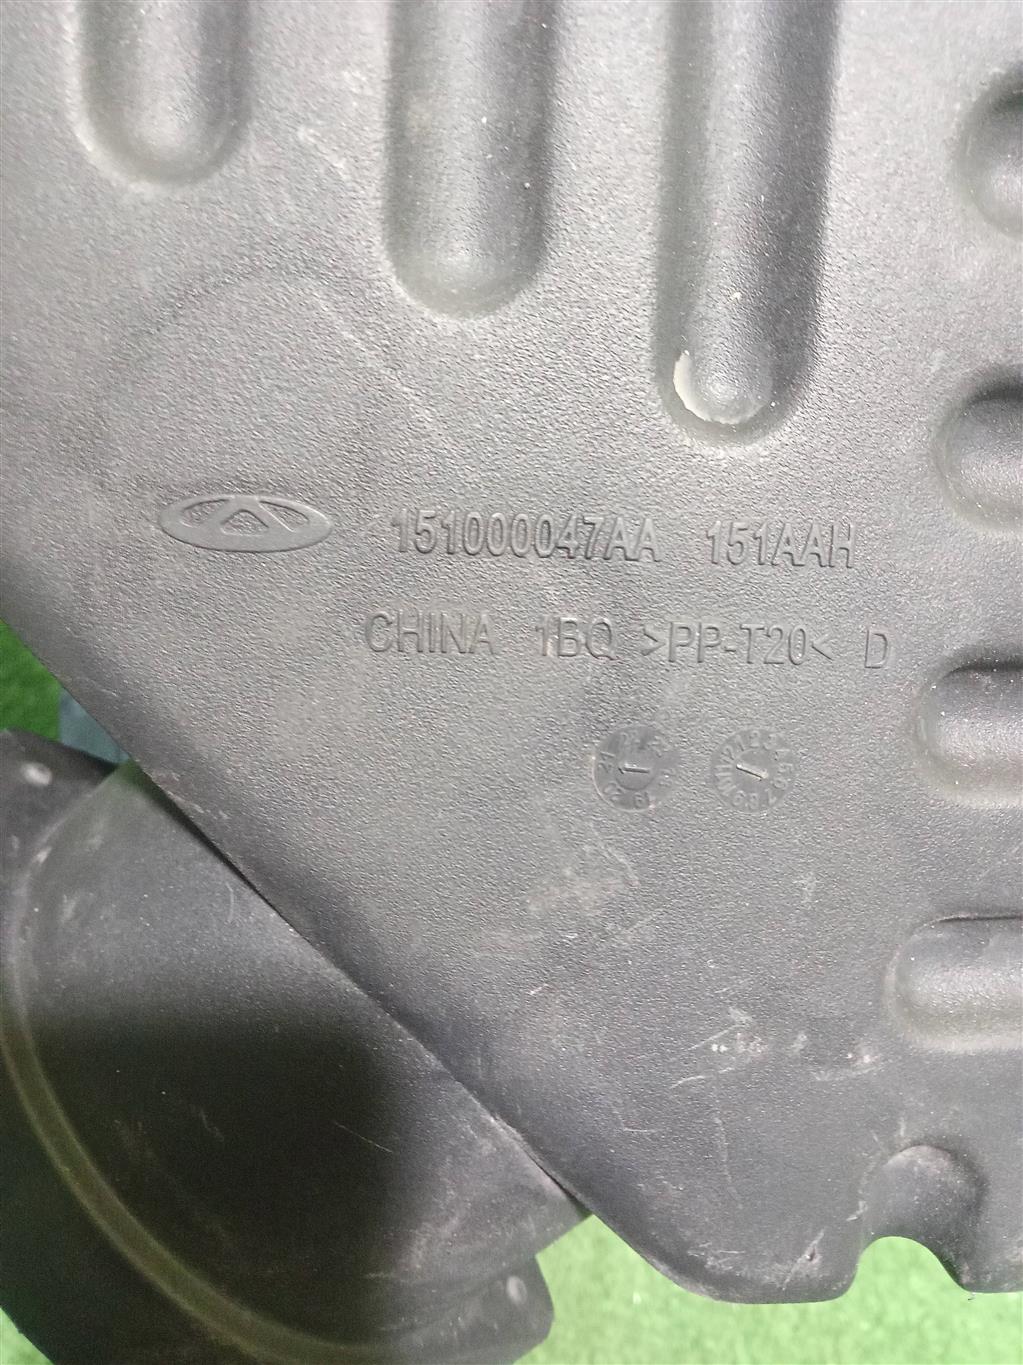 151000047AA 151AAH
CHINA 1BQ >PP-T20< D